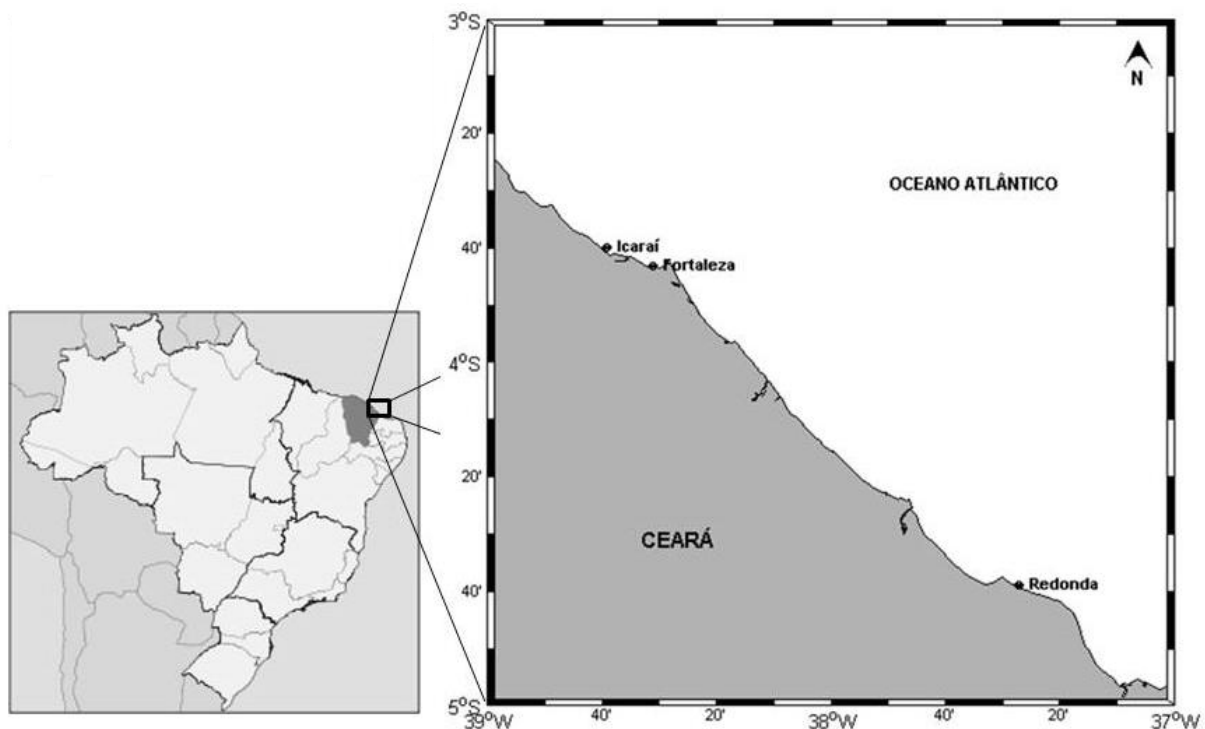 3°S
N
20'
OCEANO ATLÂNTICO
40'
Icaraí
Fortaleza
4°S
20'
CEARÁ
40'
Redonda
5°S
39°W
40'
20'
38°W
40'
20'
37°W